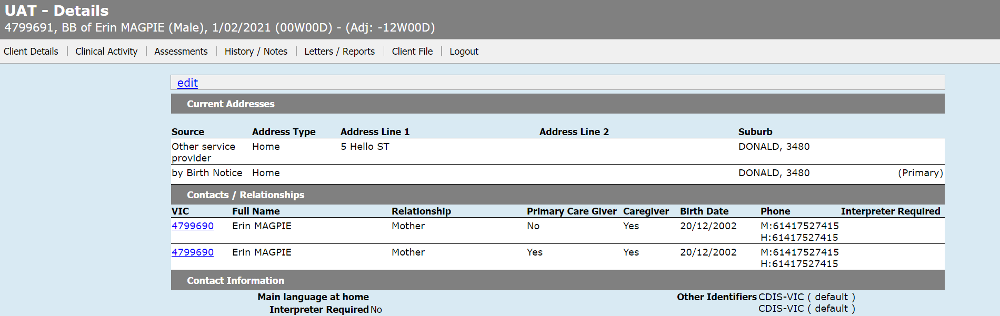 UAT - Details
4799691, BB of Erin MAGPIE (Male), 1/02/2021 (00W00D) - (Adj: -12W00D)
Client Details | Clinical Activity | Assessments | History / Notes | Letters / Reports | Client File | Logout
edit
Current Addresses
Source Address Type Address Line 1 Address Line 2 Suburb
Other service Home 5 Hello ST DONALD, 3480
provider
by Birth Notice Home DONALD, 3480 (Primary)
Contacts / Relationships
VIC Full Name Relationship Primary Care Giver Caregiver Birth Date Phone Interpreter Required
4799690 Erin MAGPIE Mother No Yes 20/12/2002 M:61417527415
H:61417527415
4799690 Erin MAGPIE Mother Yes Yes 20/12/2002 M:61417527415
H:61417527415
Contact Information
Main language at home Other Identifiers CDIS-VIC ( default )
CDIS-VIC ( default )
Interpreter Required No